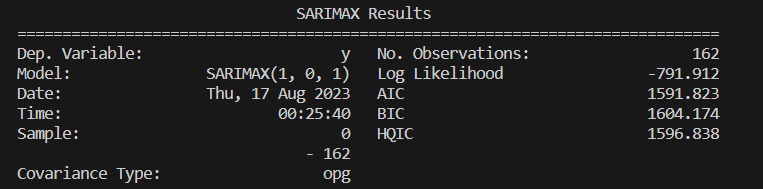 SARIMAX Results
==============================================================================
Dep. Variable: y No. Observations: 162
Model: SARIMAX(1, 0, 1) Log Likelihood -791.912
Date: Thu, 17 Aug 2023 AIC 1591.823
Time: 00:25:40 BIC 1604.174
Sample: 0 HQIC 1596.838
- 162
Covariance Type: opg